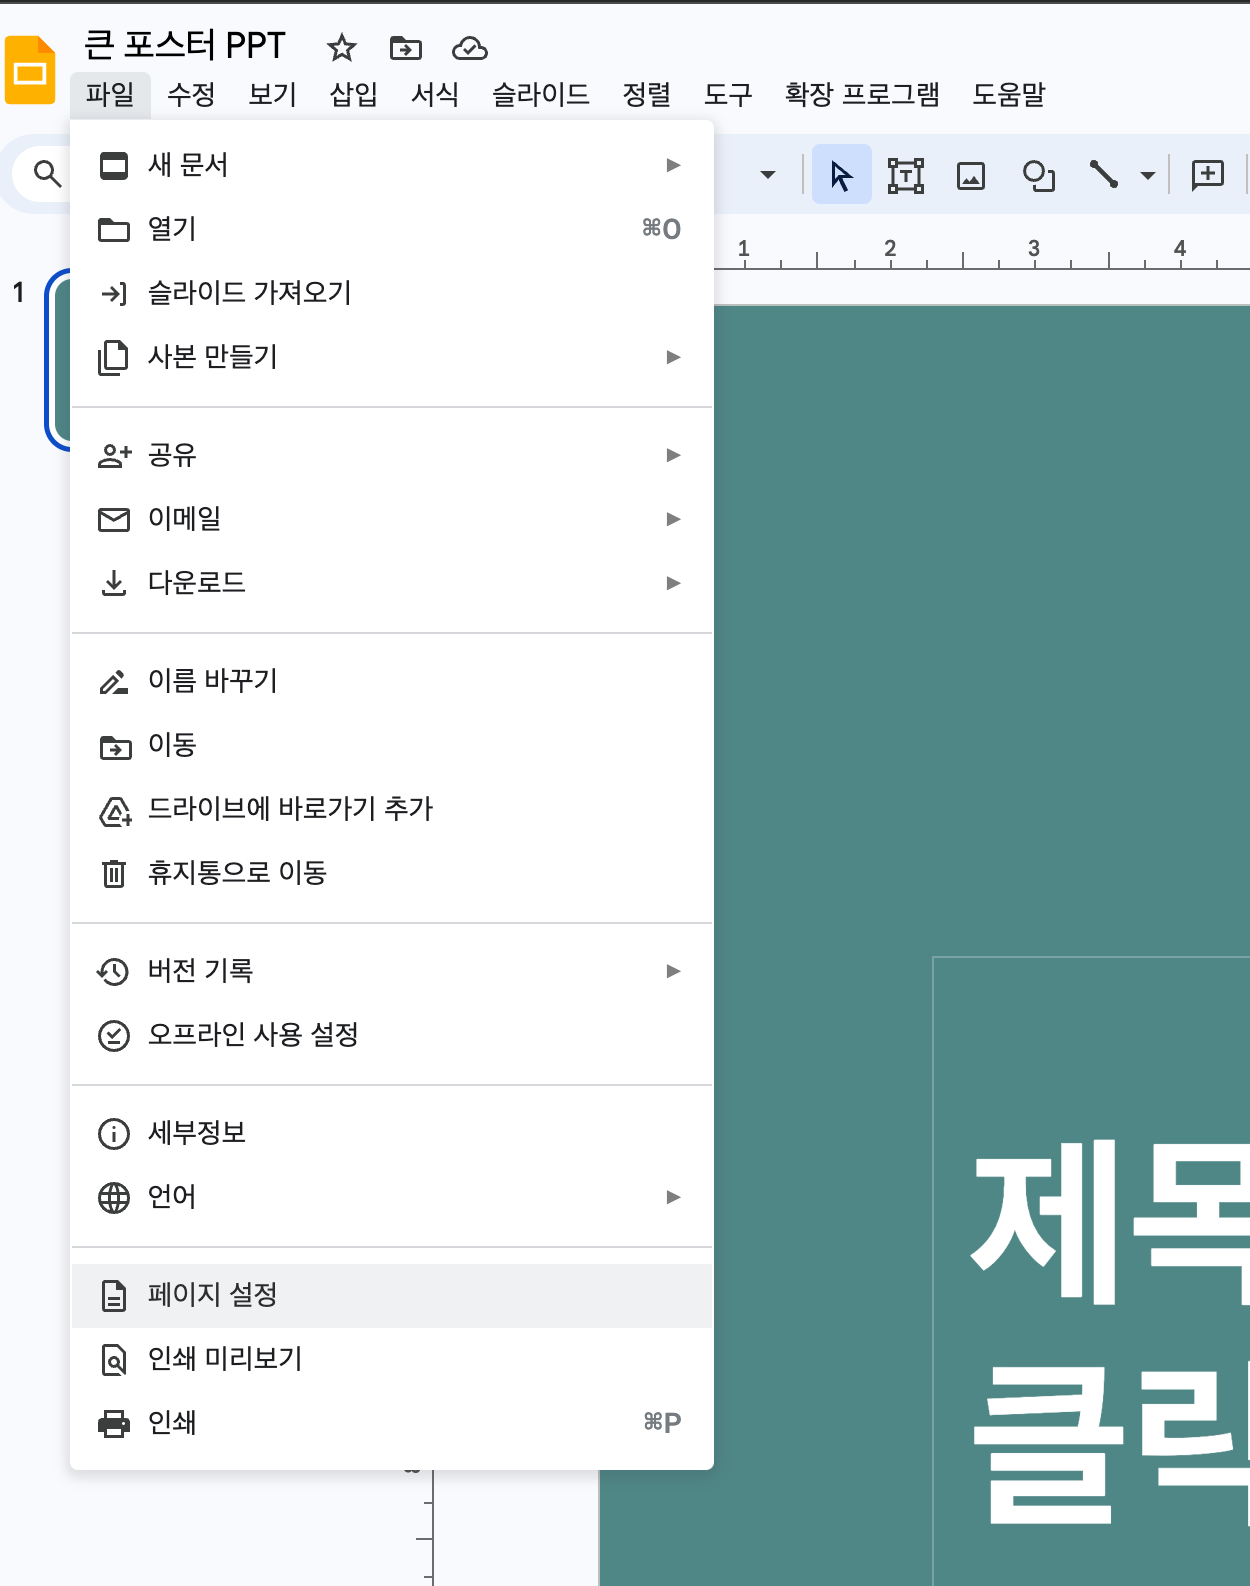 큰 포스터 PPT
파일 수정 보기 삽입 서식 슬라이드 정렬 도구 확장 프로그램 도움말
새 문서
열기 ⌘O
슬라이드 가져오기
사본 만들기
공유
이메일
다운로드
이름 바꾸기
이동
드라이브에 바로가기 추가
휴지통으로 이동
버전 기록
오프라인 사용 설정
세부정보
언어
페이지 설정
인쇄 미리보기
인쇄 ⌘P
1 2 3 4
1
제목
클릭